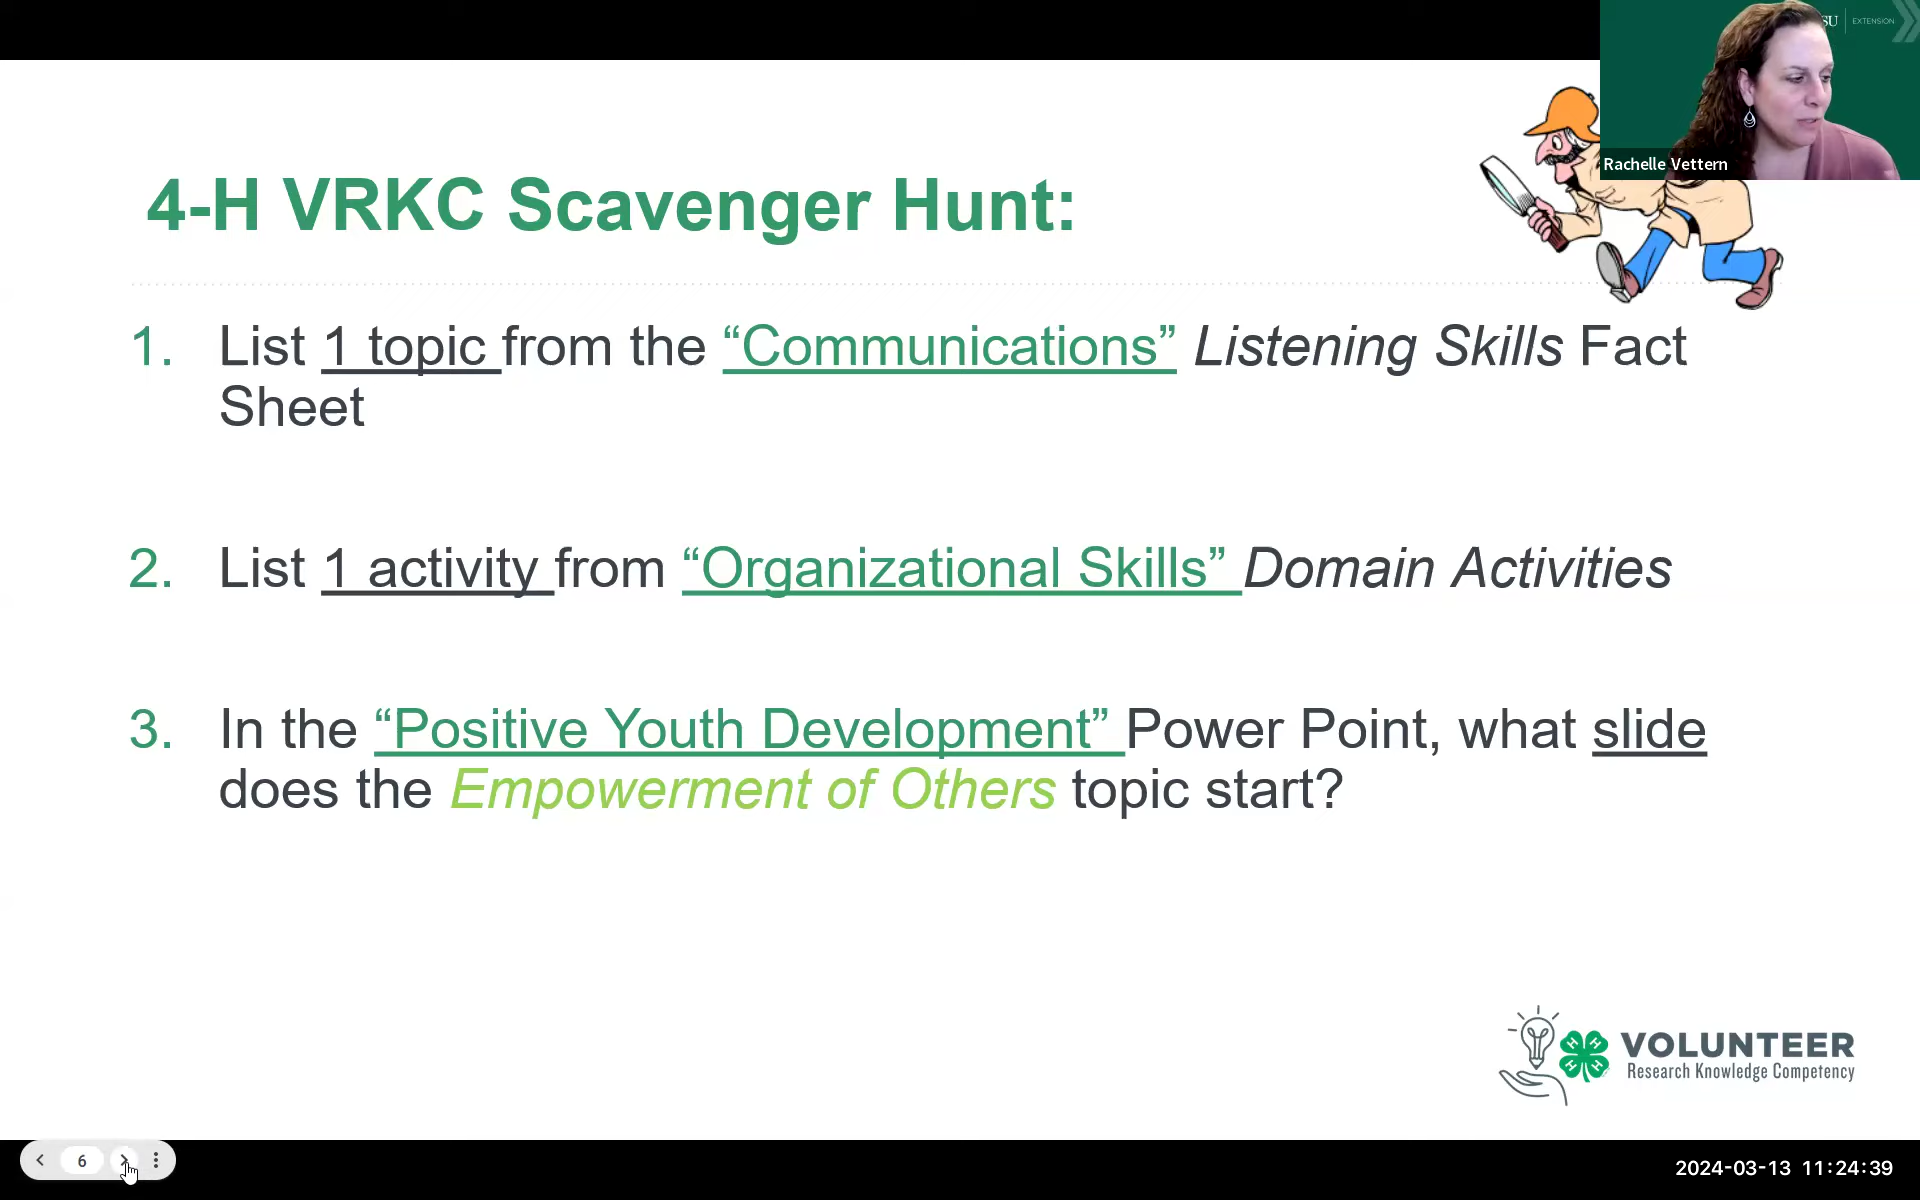 SU EXTENSION
Rachelle Vettern
4-H VRKC Scavenger Hunt:
1. List 1 topic from the “Communications” Listening Skills Fact
Sheet
2. List 1 activity from “Organizational Skills” Domain Activities
3. In the “Positive Youth Development” Power Point, what slide
does the Empowerment of Others topic start?
H H H H
VOLUNTEER
Research Knowledge Competency
6
2024-03-13 11:24:39